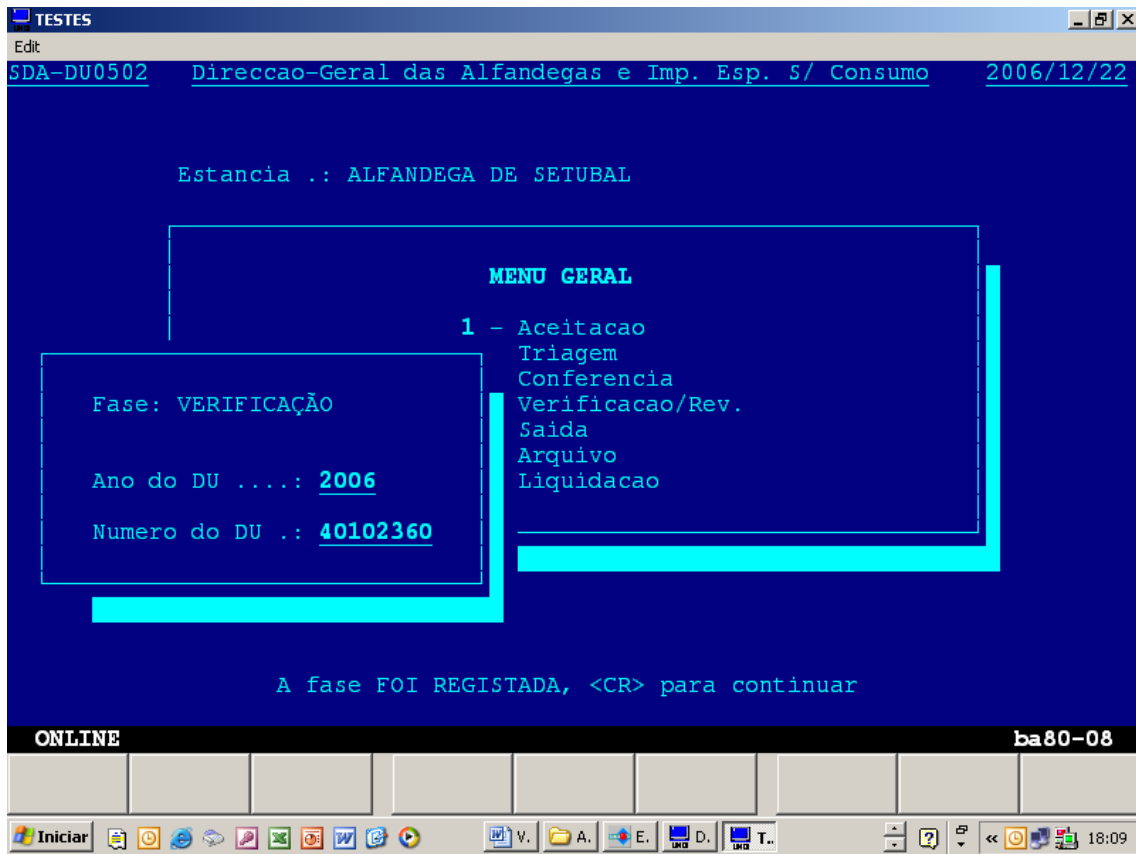 TESTES
Edit
SDA-DU0502 Direccao-Geral das Alfandegas e Imp. Esp. S/ Consumo 2006/12/22
Estancia .: ALFANDEGA DE SETUBAL
MENU GERAL
1 - Aceitacao
Triagem
Conferencia
Verificacao/Rev.
Saida
Arquivo
Liquidacao
Fase: VERIFICAÇÃO
Ano do DU ....: 2006
Numero do DU .: 40102360
A fase FOI REGISTADA, <CR> para continuar
ONLINE ba80-08
Iniciar V. A. E. D. T.. 18:09